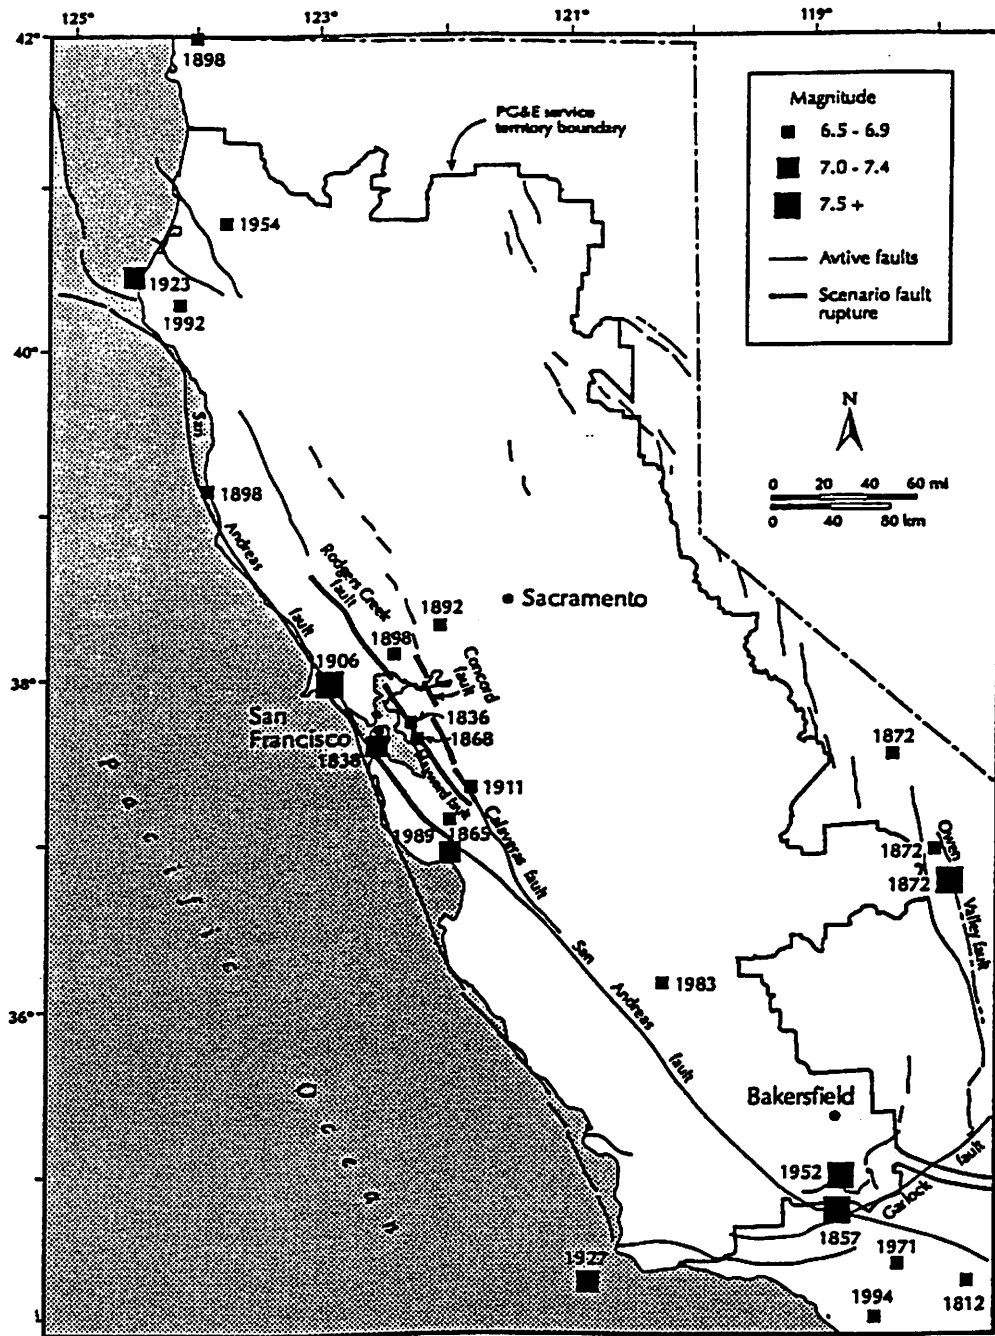 125° 123° 121° 119°
42°
1898
PG&E service
territory boundary
Magnitude
6.5 - 6.9
7.0 - 7.4
7.5 +
Avtive faults
Scenario fault
rupture
1954
1923
1992
40°
N
0 20 40 60 mi
0 40 80 km
San
1898
Andreas
fault
Rodgers Creek
fault
1892
Sacramento
1898
1906
Concord
fault
38°
San
Francisco
1836
1868
1838
1872
Hayward fault
1911
1989
1865
Calaveras fault
1872
Owen
1872
Valley fault
Pacific
San
Andreas
fault
1983
36°
Ocean
Bakersfield
1952
Garlock
fault
1857
1927
1971
1994
1812